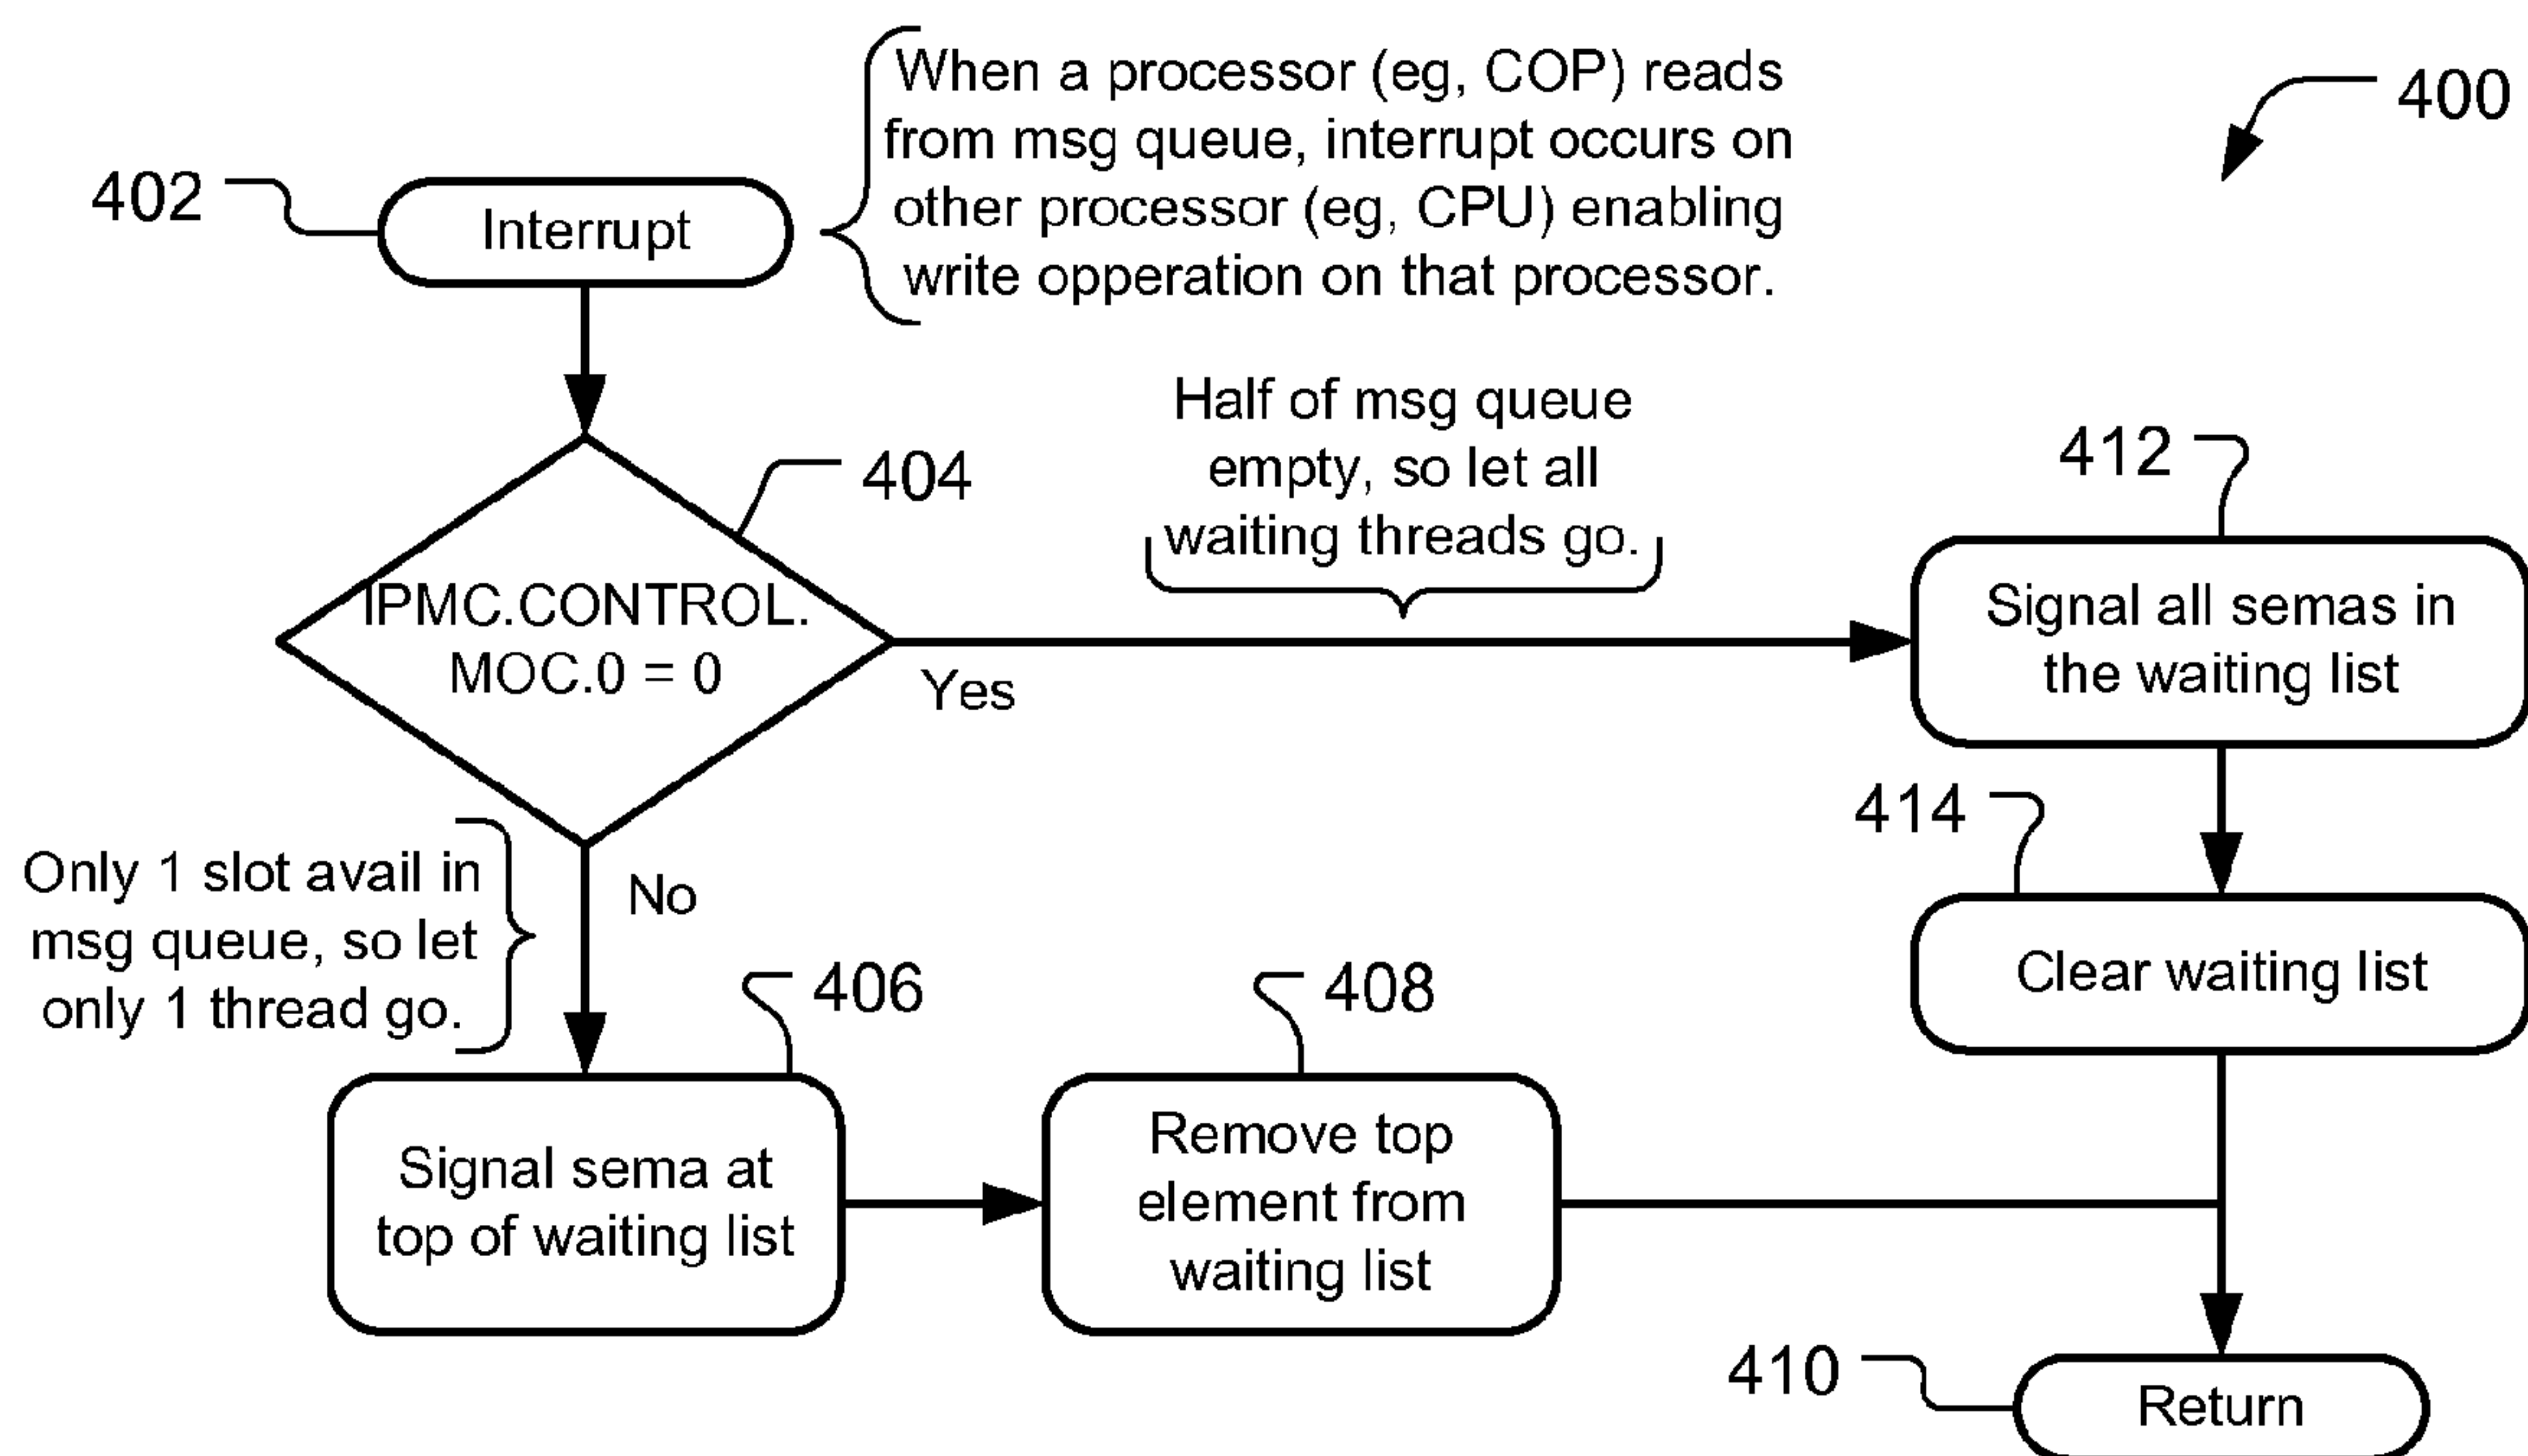 When a processor (eg, COP) reads
from msg queue, interrupt occurs on
other processor (eg, CPU) enabling
write opperation on that processor.
400
402
Interrupt
404
IPMC.CONTROL.
MOC.0 = 0
Half of msg queue
empty, so let all
waiting threads go.
Yes
412
Signal all semas in
the waiting list
414
Clear waiting list
Only 1 slot avail in
msg queue, so let
only 1 thread go.
No
406
Signal sema at
top of waiting list
408
Remove top
element from
waiting list
410
Return